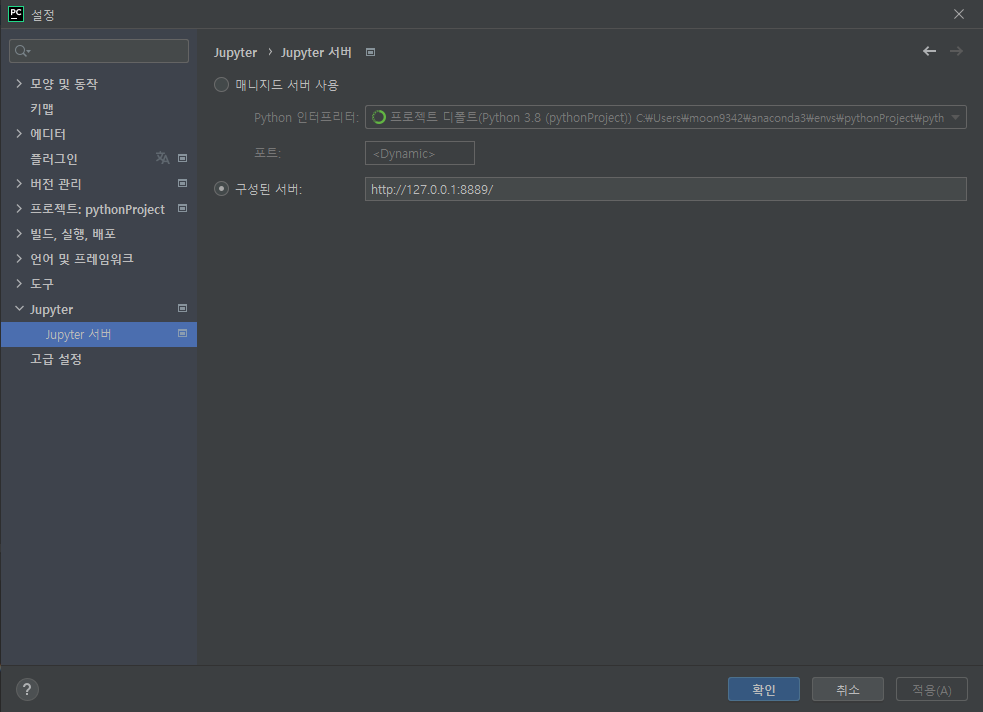 PC 설정
Jupyter › Jupyter 서버
모양 및 동작
키맵
에디터
플러그인
버전 관리
프로젝트: pythonProject
빌드, 실행, 배포
언어 및 프레임워크
도구
Jupyter
Jupyter 서버
고급 설정
매니지드 서버 사용
Python 인터프리터: 프로젝트 디폴트(Python 3.8 (pythonProject)) C:₩Users₩moon9342₩anaconda3₩envs₩pythonProject₩pyth
포트: <Dynamic>
구성된 서버: http://127.0.0.1:8889/
? 확인 취소 적용(A)